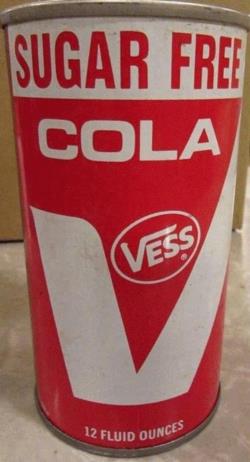 SUGAR FREE
COLA
VESS®
12 FLUID OUNCES